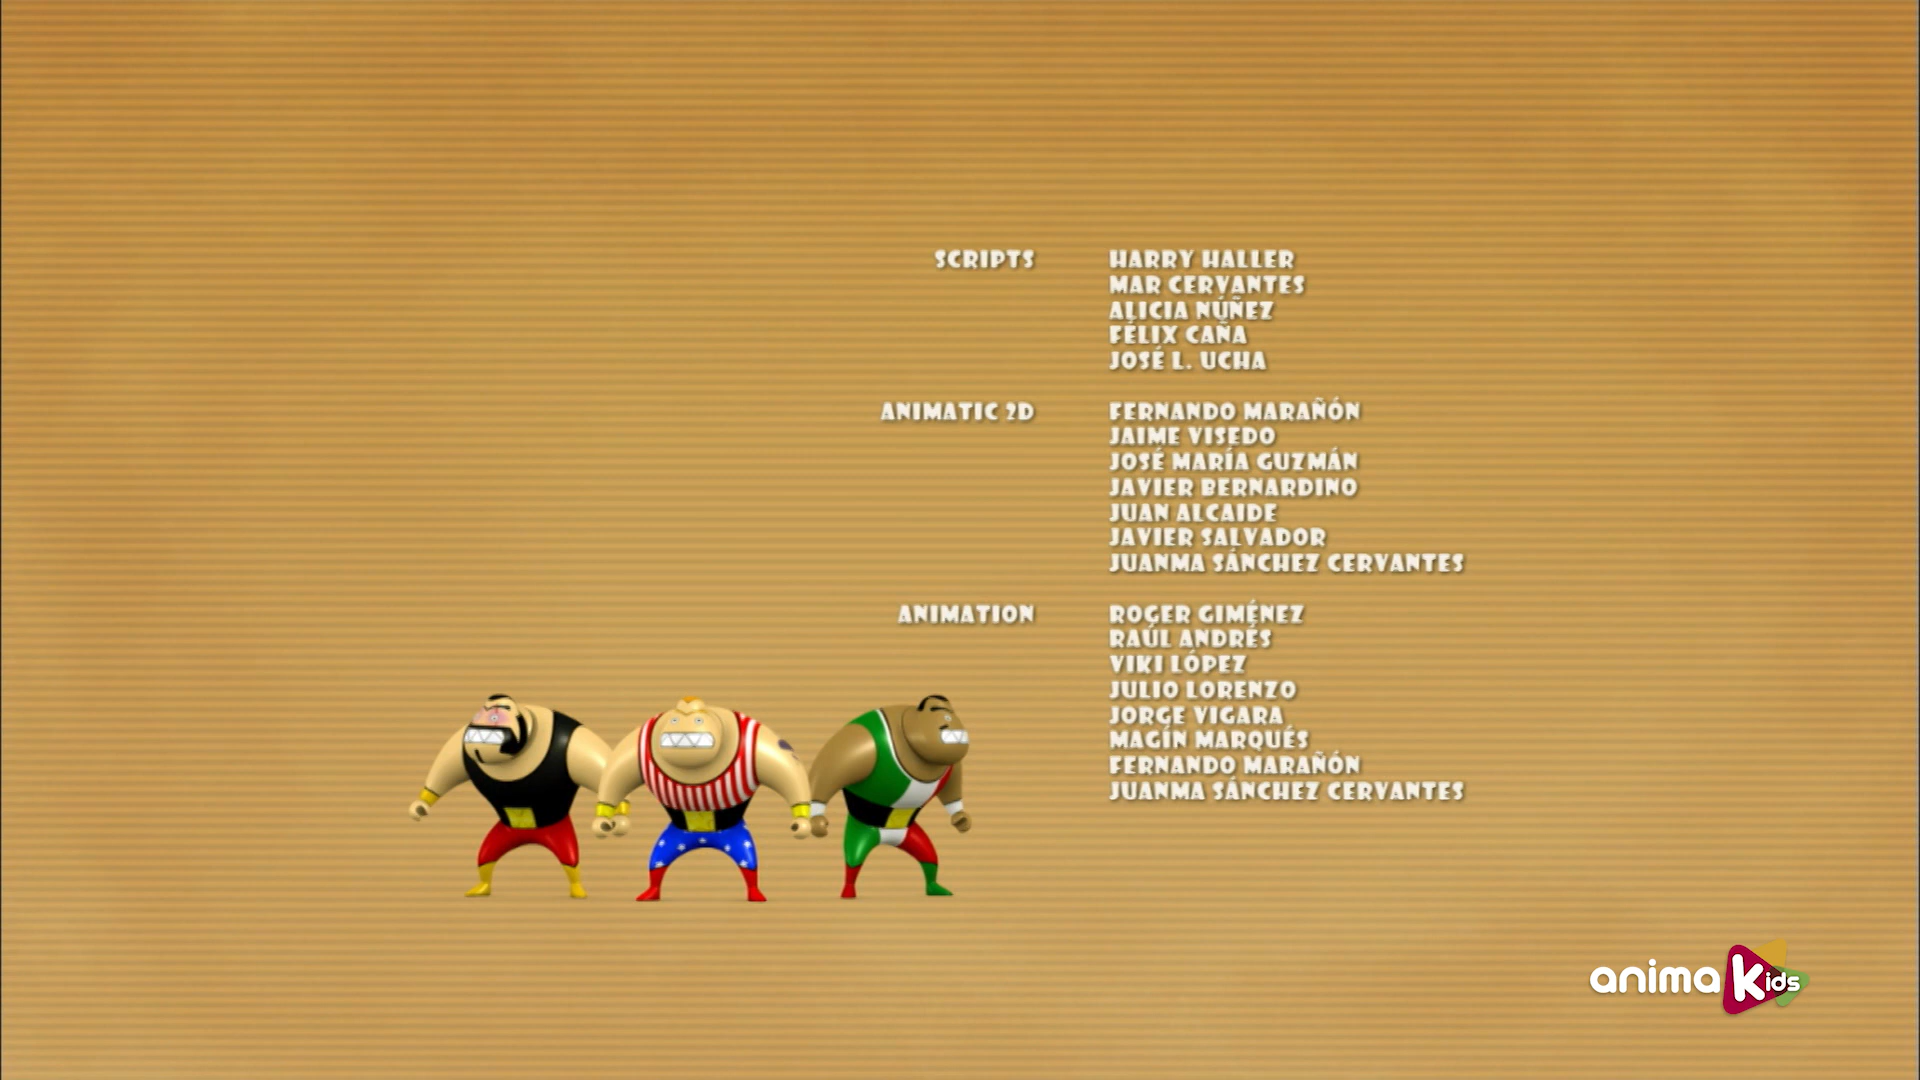 SCRIPTS HARRY HALLER
MAR CERVANTES
ALICIA NÚÑEZ
FÉLIX CAÑA
JOSÉ L. UCHA
ANIMATIC 2D FERNANDO MARAÑÓN
JAIME VISEDO
JOSÉ MARÍA GUZMÁN
JAVIER BERNARDINO
JUAN ALCAIDE
JAVIER SALVADOR
JUANMA SÁNCHEZ CERVANTES
ANIMATION ROGER GIMÉNEZ
RAÚL ANDRÉS
VIKI LÓPEZ
JULIO LORENZO
JORGE VIGARA
MAGÍN MARQUÉS
FERNANDO MARAÑÓN
JUANMA SÁNCHEZ CERVANTES
anima Kids